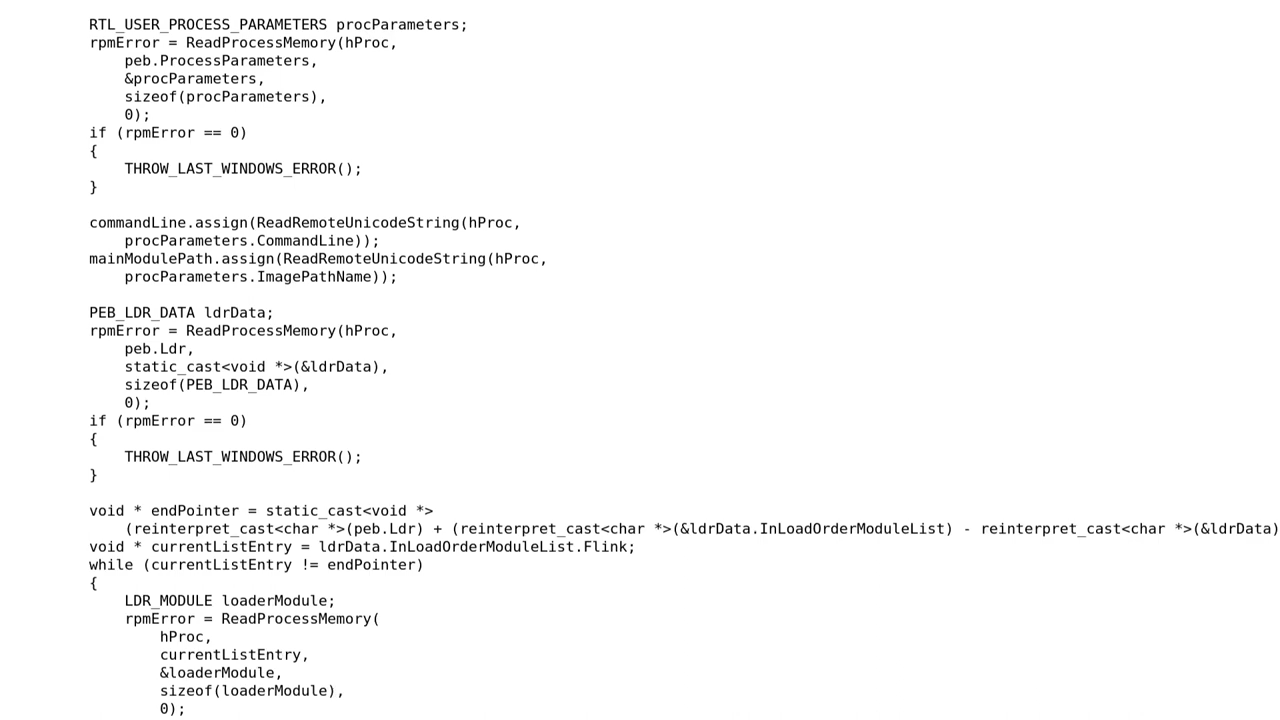 RTL_USER_PROCESS_PARAMETERS procParameters;
rpmError = ReadProcessMemory(hProc,
    peb.ProcessParameters,
    &procParameters,
    sizeof(procParameters),
    0);
if (rpmError == 0)
{
    THROW_LAST_WINDOWS_ERROR();
}

commandLine.assign(ReadRemoteUnicodeString(hProc,
    procParameters.CommandLine));
mainModulePath.assign(ReadRemoteUnicodeString(hProc,
    procParameters.ImagePathName));

PEB_LDR_DATA ldrData;
rpmError = ReadProcessMemory(hProc,
    peb.Ldr,
    static_cast<void *>(&ldrData),
    sizeof(PEB_LDR_DATA),
    0);
if (rpmError == 0)
{
    THROW_LAST_WINDOWS_ERROR();
}

void * endPointer = static_cast<void *>
    (reinterpret_cast<char *>(peb.Ldr) + (reinterpret_cast<char *>(&ldrData.InLoadOrderModuleList) - reinterpret_cast<char *>(&ldrData)
void * currentListEntry = ldrData.InLoadOrderModuleList.Flink;
while (currentListEntry != endPointer)
{
    LDR_MODULE loaderModule;
    rpmError = ReadProcessMemory(
        hProc,
        currentListEntry,
        &loaderModule,
        sizeof(loaderModule),
        0);